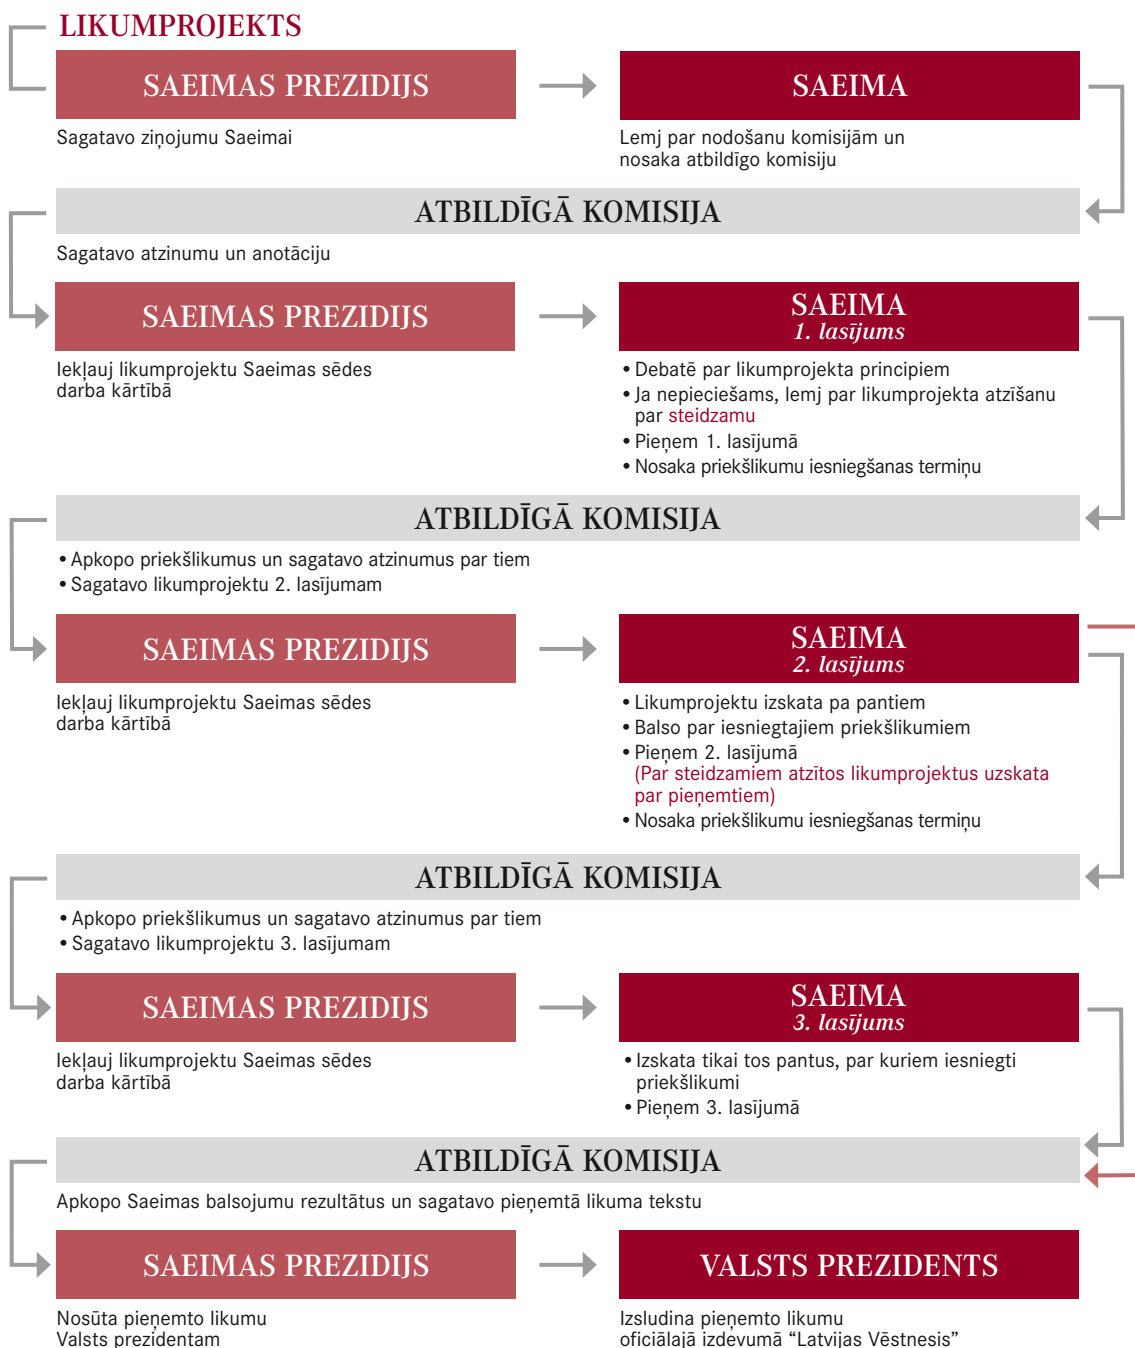 LIKUMPROJEKTS
SAEIMAS PREZIDIJS
Sagatavo ziņojumu Saeimai
SAEIMA
Lemj par nodošanu komisijām un
nosaka atbildīgo komisiju
ATBILDĪGĀ KOMISIJA
Sagatavo atzinumu un anotāciju
SAEIMAS PREZIDIJS
Iekļauj likumprojektu Saeimas sēdes
darba kārtībā
SAEIMA
1. lasījums
• Debatē par likumprojekta principiem
• Ja nepieciešams, lemj par likumprojekta atzīšanu
par steidzamu
• Pieņem 1. lasījumā
• Nosaka priekšlikumu iesniegšanas termiņu
ATBILDĪGĀ KOMISIJA
• Apkopo priekšlikumus un sagatavo atzinumus par tiem
• Sagatavo likumprojektu 2. lasījumam
SAEIMAS PREZIDIJS
Iekļauj likumprojektu Saeimas sēdes
darba kārtībā
SAEIMA
2. lasījums
• Likumprojektu izskata pa pantiem
• Balso par iesniegtajiem priekšlikumiem
• Pieņem 2. lasījumā
(Par steidzamiem atzītos likumprojektus uzskata
par pieņemtiem)
• Nosaka priekšlikumu iesniegšanas termiņu
ATBILDĪGĀ KOMISIJA
• Apkopo priekšlikumus un sagatavo atzinumus par tiem
• Sagatavo likumprojektu 3. lasījumam
SAEIMAS PREZIDIJS
Iekļauj likumprojektu Saeimas sēdes
darba kārtībā
SAEIMA
3. lasījums
• Izskata tikai tos pantus, par kuriem iesniegti
priekšlikumi
• Pieņem 3. lasījumā
ATBILDĪGĀ KOMISIJA
Apkopo Saeimas balsojumu rezultātus un sagatavo pieņemtā likuma tekstu
SAEIMAS PREZIDIJS
Nosūta pieņemto likumu
Valsts prezidentam
VALSTS PREZIDENTS
Izsludina pieņemto likumu
oficiālajā izdevumā “Latvijas Vēstnesis”